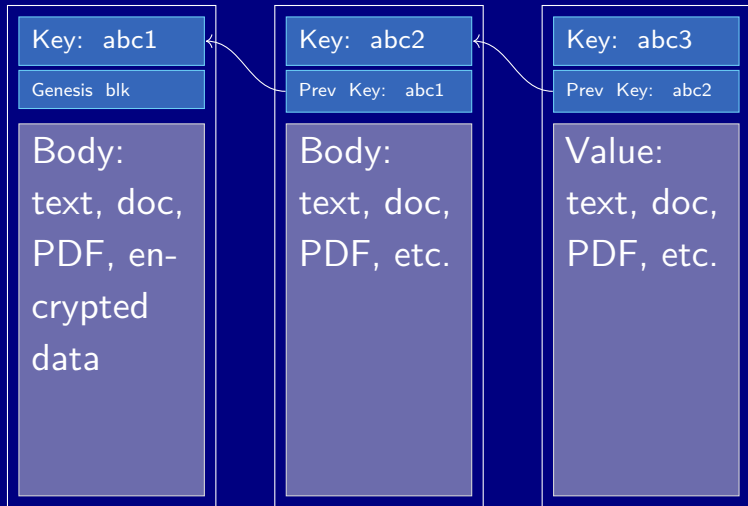 Key: abc1
Genesis blk
Body:
text, doc,
PDF, en-
crypted
data
Key: abc2
Prev Key: abc1
Body:
text, doc,
PDF, etc.
Key: abc3
Prev Key: abc2
Value:
text, doc,
PDF, etc.